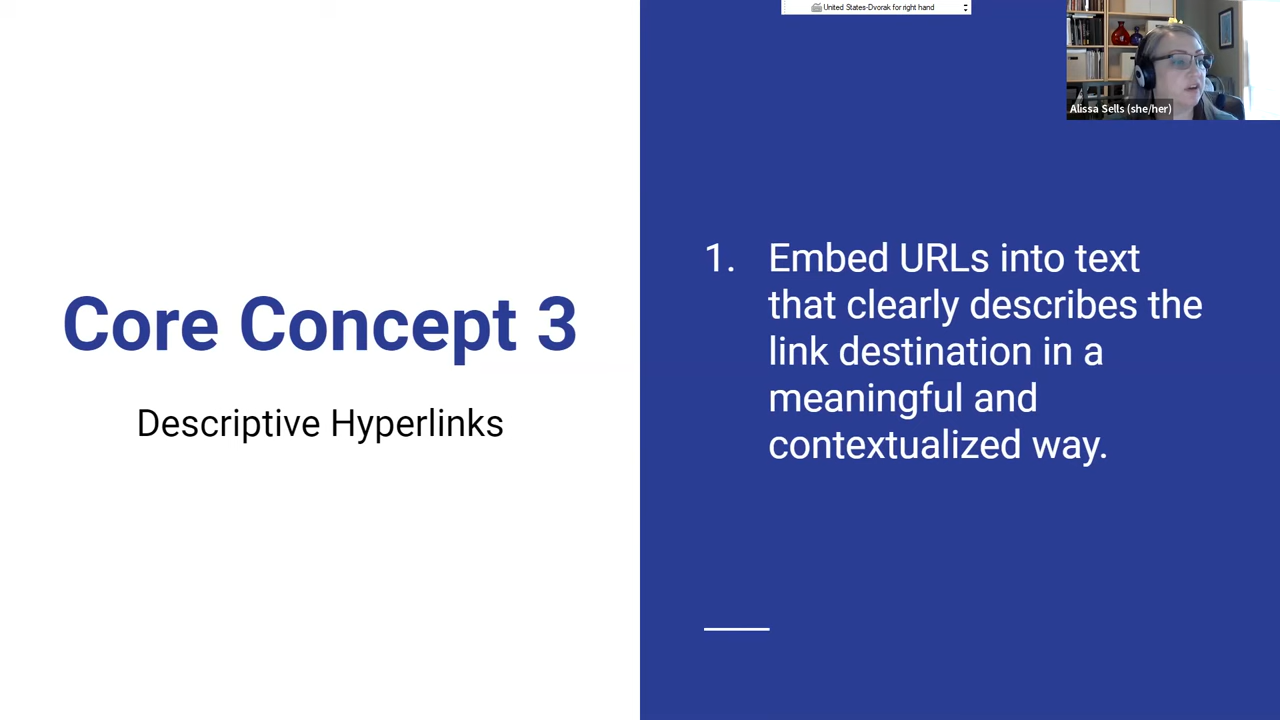 United States-Dvorak for right hand
Alissa Sells (she/her)
Core Concept 3
Descriptive Hyperlinks
1. Embed URLs into text
that clearly describes the
link destination in a
meaningful and
contextualized way.